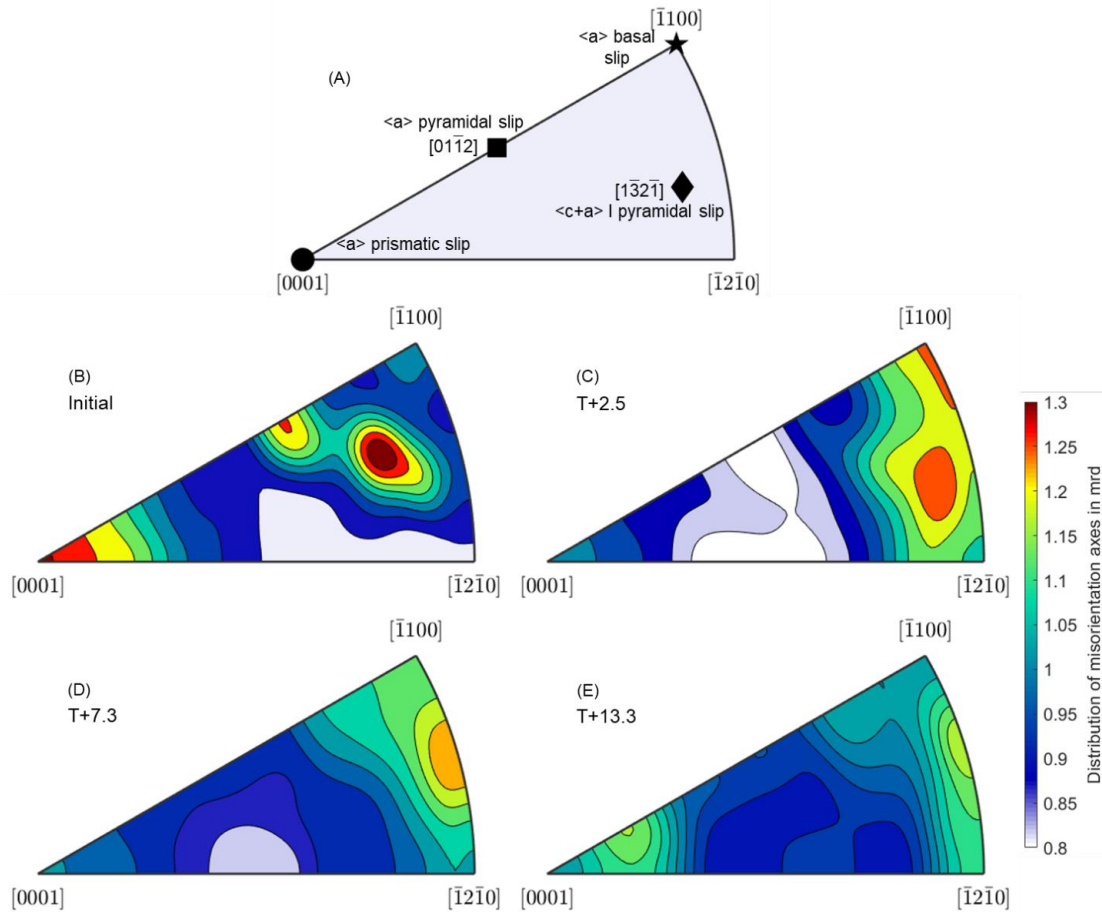 [1̅100]
<a> basal
slip
(A)
<a> pyramidal slip
[011̅2]
[13̅21̅]
<c+a> I pyramidal slip
<a> prismatic slip
[0001]
[1̅21̅0]
[1̅100]
(B)
Initial
[0001]
[1̅21̅0]
[1̅100]
(C)
T+2.5
[0001]
[1̅21̅0]
[1̅100]
(D)
T+7.3
[0001]
[1̅21̅0]
[1̅100]
(E)
T+13.3
[0001]
[1̅21̅0]
1.3
1.25
1.2
1.15
1.1
1.05
1
0.95
0.9
0.85
0.8
Distribution of misorientation axes in mrd